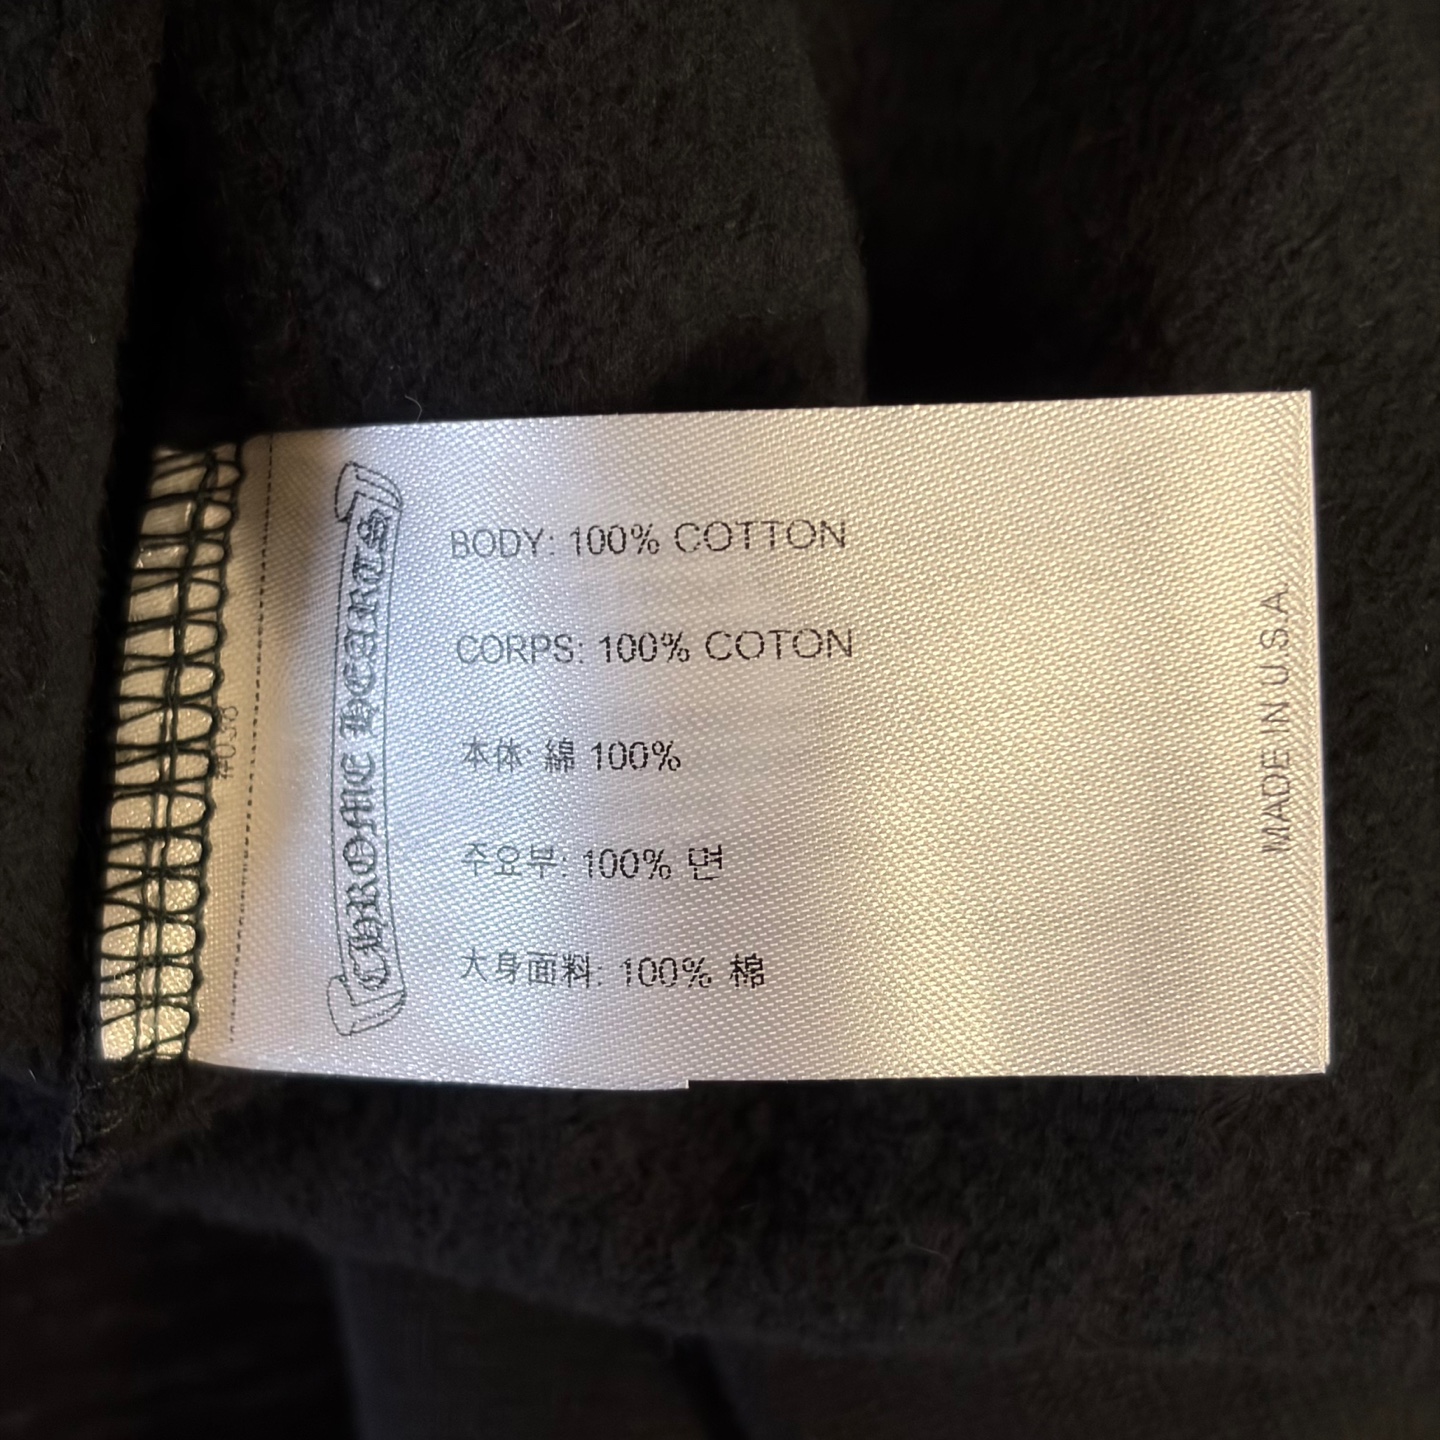 CHROME HEARTS
BODY: 100% COTTON
CORPS: 100% COTON
本体: 綿 100%
주요부: 100% 면
大身面料: 100% 棉
MADE IN U.S.A.